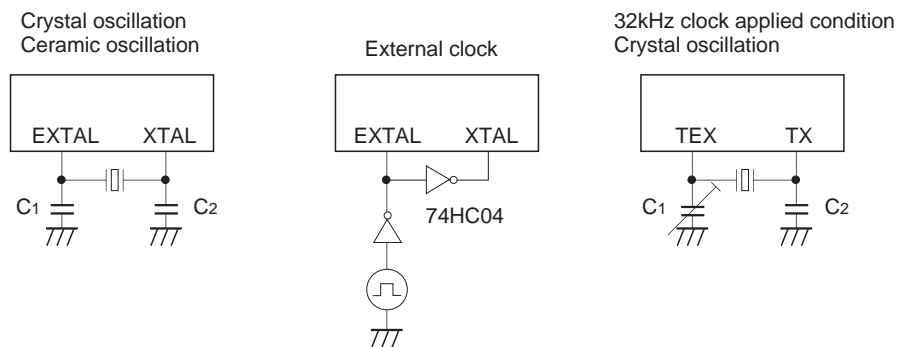 Crystal oscillation
Ceramic oscillation
EXTAL XTAL
C1 C2
External clock
EXTAL XTAL
74HC04
32kHz clock applied condition
Crystal oscillation
TEX TX
C1 C2